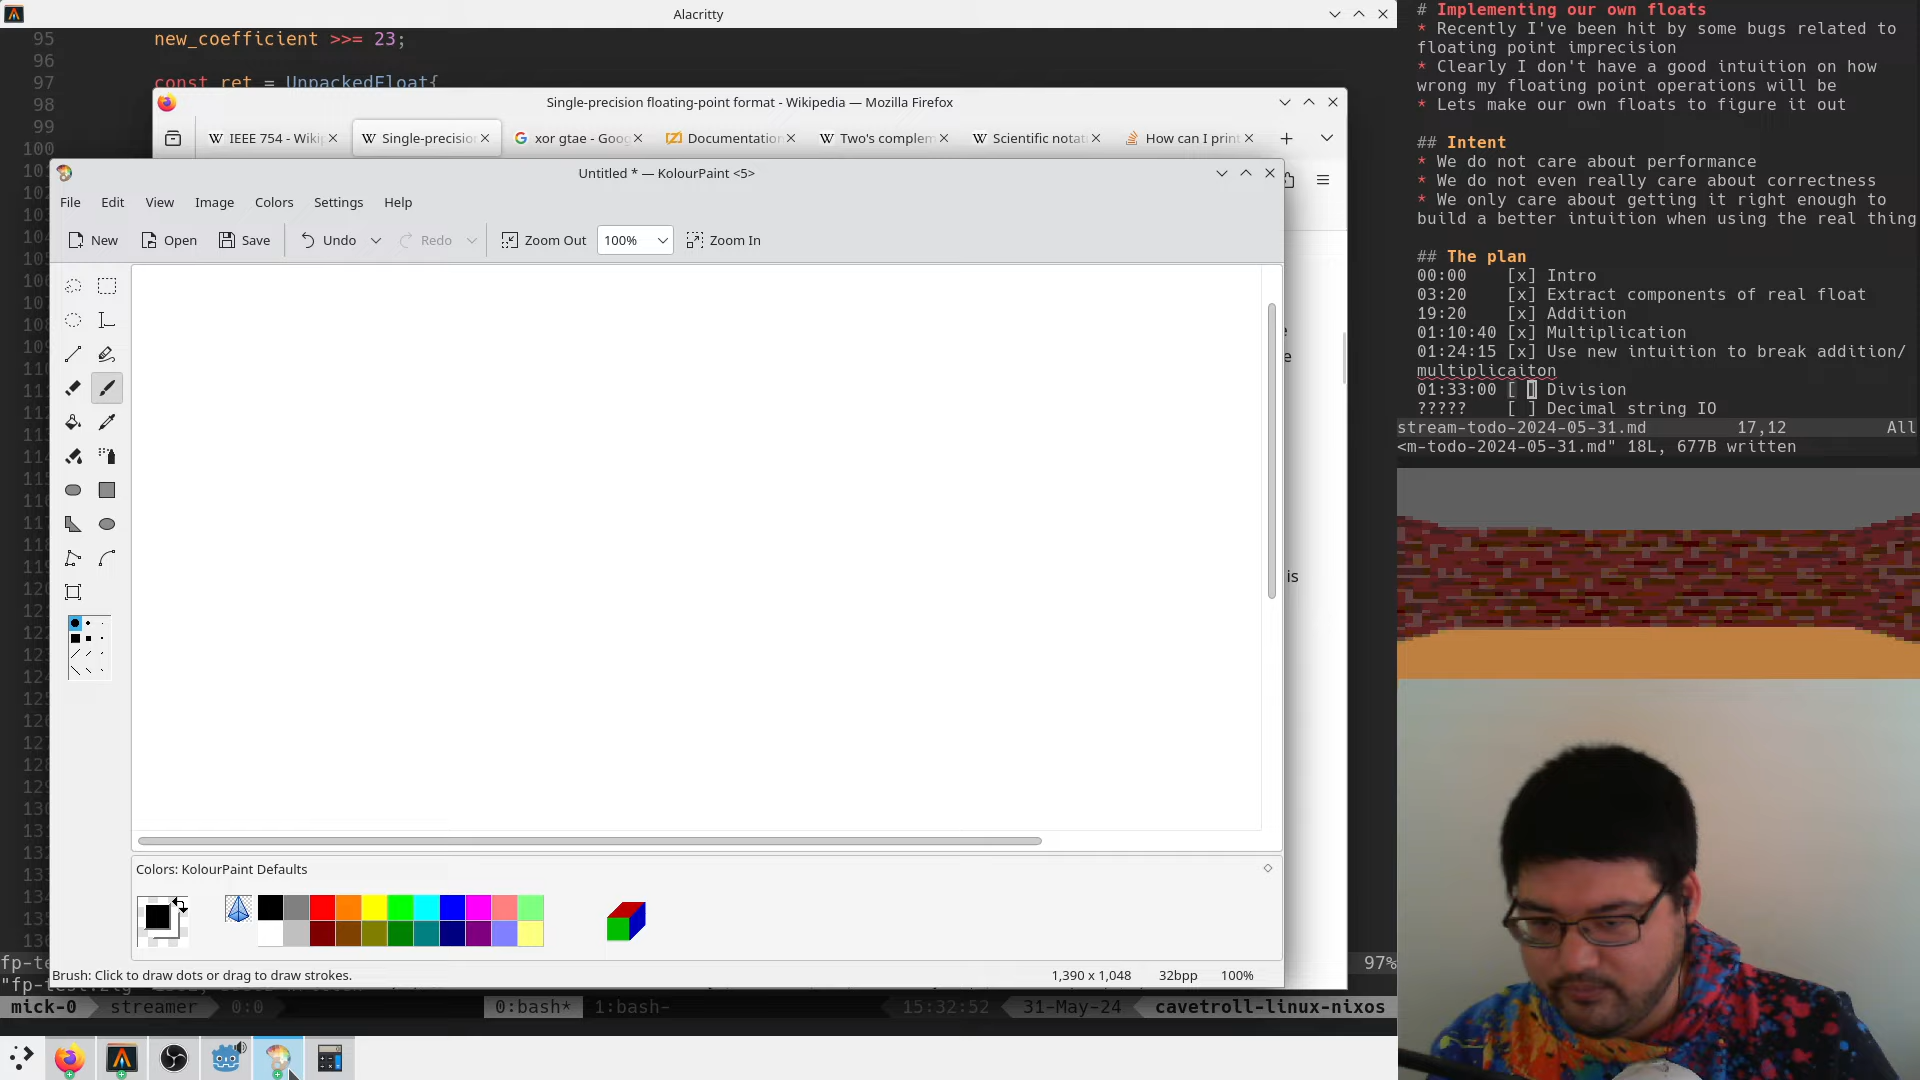 Alacritty
95 new_coefficient >>= 23;
96
97 const ret = UnpackedFloat{
98
99
100
Single-precision floating-point format - Wikipedia — Mozilla Firefox
IEEE 754 - Wiki
Single-precisio
xor gtae - Goog
Documentation
Two's complem
Scientific notat
How can I print
Untitled * — KolourPaint <5>
File Edit View Image Colors Settings Help
New Open Save Undo Redo Zoom Out 100% Zoom In
is
Colors: KolourPaint Defaults
Brush: Click to draw dots or drag to draw strokes.
1,390 x 1,048 32bpp 100%
97%
mick-0 streamer 0:0 0:bash* 1:bash- 15:32:52 31-May-24 cavetroll-linux-nixos
# Implementing our own floats
* Recently I've been hit by some bugs related to
floating point imprecision
* Clearly I don't have a good intuition on how
wrong my floating point operations will be
* Lets make our own floats to figure it out
## Intent
* We do not care about performance
* We do not even really care about correctness
* We only care about getting it right enough to
build a better intuition when using the real thing
## The plan
00:00 [x] Intro
03:20 [x] Extract components of real float
19:20 [x] Addition
01:10:40 [x] Multiplication
01:24:15 [x] Use new intuition to break addition/
multiplicaiton
01:33:00 [ ] Division
????? [ ] Decimal string IO
stream-todo-2024-05-31.md 17,12 All
<m-todo-2024-05-31.md" 18L, 677B written